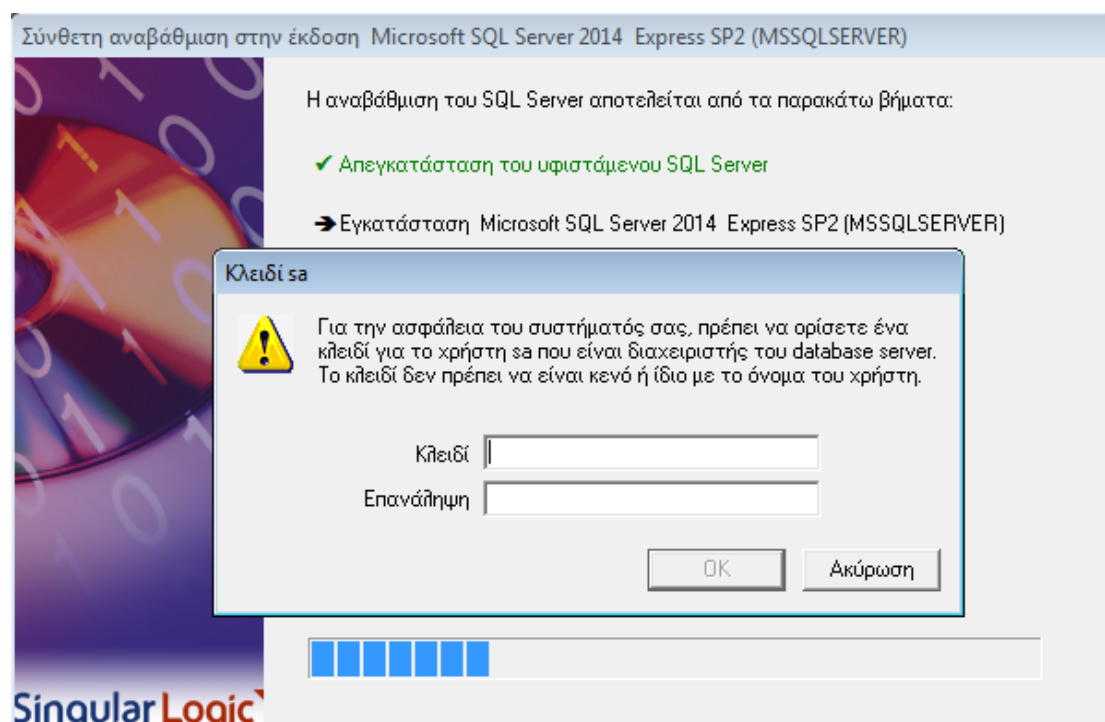 Σύνθετη αναβάθμιση στην έκδοση Microsoft SQL Server 2014 Express SP2 (MSSQLSERVER)
Η αναβάθμιση του SQL Server αποτελείται από τα παρακάτω βήματα:
✔ Απεγκατάσταση του υφιστάμενου SQL Server
➔ Εγκατάσταση Microsoft SQL Server 2014 Express SP2 (MSSQLSERVER)
Κλειδί sa
Για την ασφάλεια του συστήματός σας, πρέπει να ορίσετε ένα
κλειδί για το χρήστη sa που είναι διαχειριστής του database server.
Το κλειδί δεν πρέπει να είναι κενό ή ίδιο με το όνομα του χρήστη.
Κλειδί
Επανάληψη
OK
Ακύρωση
SingularLogic